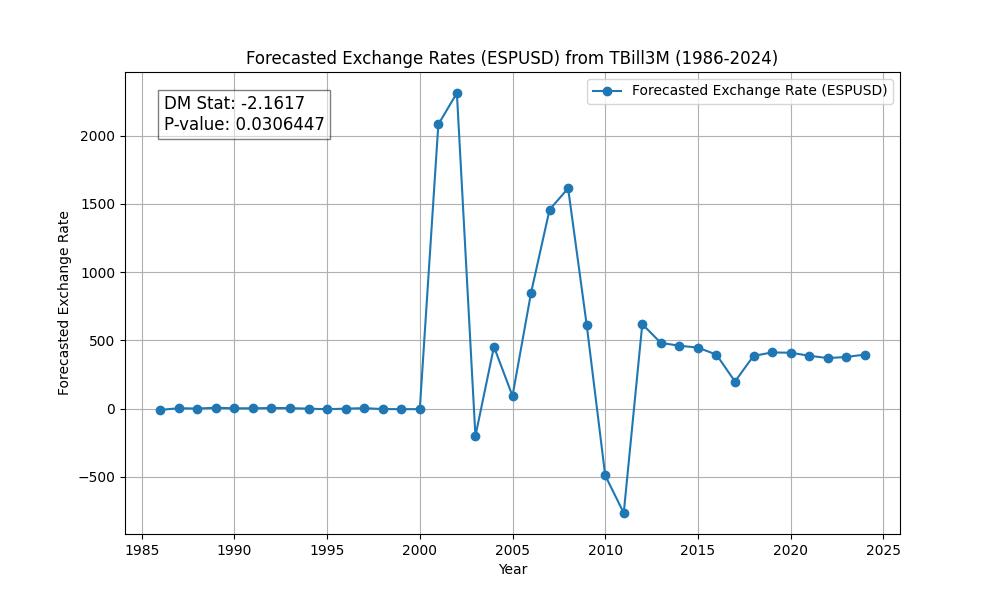 Forecasted Exchange Rates (ESPUSD) from TBill3M (1986-2024)
DM Stat: -2.1617
P-value: 0.0306447
Forecasted Exchange Rate (ESPUSD)
Forecasted Exchange Rate
2000
1500
1000
500
0
−500
1985 1990 1995 2000 2005 2010 2015 2020 2025
Year